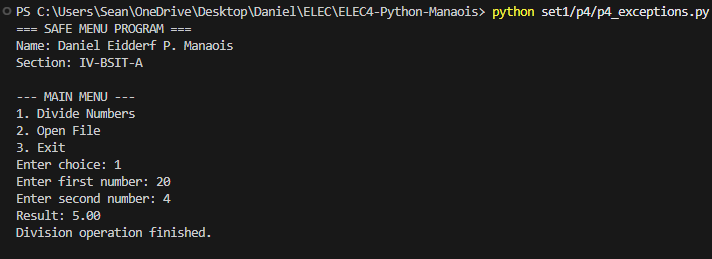 PS C:\Users\Sean\OneDrive\Desktop\Daniel\ELEC\ELEC4-Python-Manaois> python set1/p4/p4_exceptions.py
=== SAFE MENU PROGRAM ===
Name: Daniel Eidderf P. Manaois
Section: IV-BSIT-A

--- MAIN MENU ---
1. Divide Numbers
2. Open File
3. Exit
Enter choice: 1
Enter first number: 20
Enter second number: 4
Result: 5.00
Division operation finished.